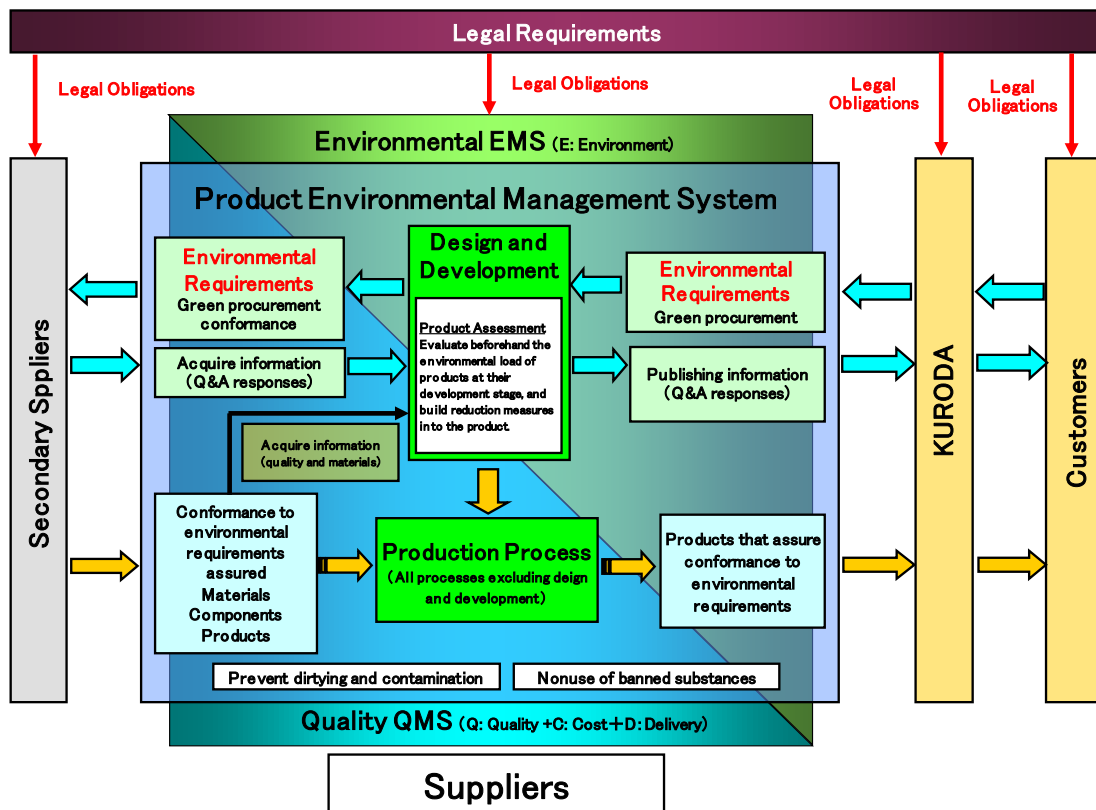 Legal Requirements
Legal Obligations
Legal Obligations
Legal
Obligations
Legal
Obligations
Environmental EMS (E: Environment)
Product Environmental Management System
Secondary Sppliers
Environmental
Requirements
Green procurement
conformance
Acquire information
(Q&A responses)
Design and
Development
Product Assessment
Evaluate beforehand the
environmental load of
products at their
development stage, and
build reduction measures
into the product.
Environmental
Requirements
Green procurement
Publishing information
(Q&A responses)
KURODA
Customers
Acquire information
(quality and materials)
Conformance to
environmental
requirements
assured
Materials
Components
Products
Production Process
(All processes excluding deign
and development)
Products that assure
conformance to
environmental
requirements
Prevent dirtying and contamination
Nonuse of banned substances
Quality QMS (Q: Quality +C: Cost+D: Delivery)
Suppliers